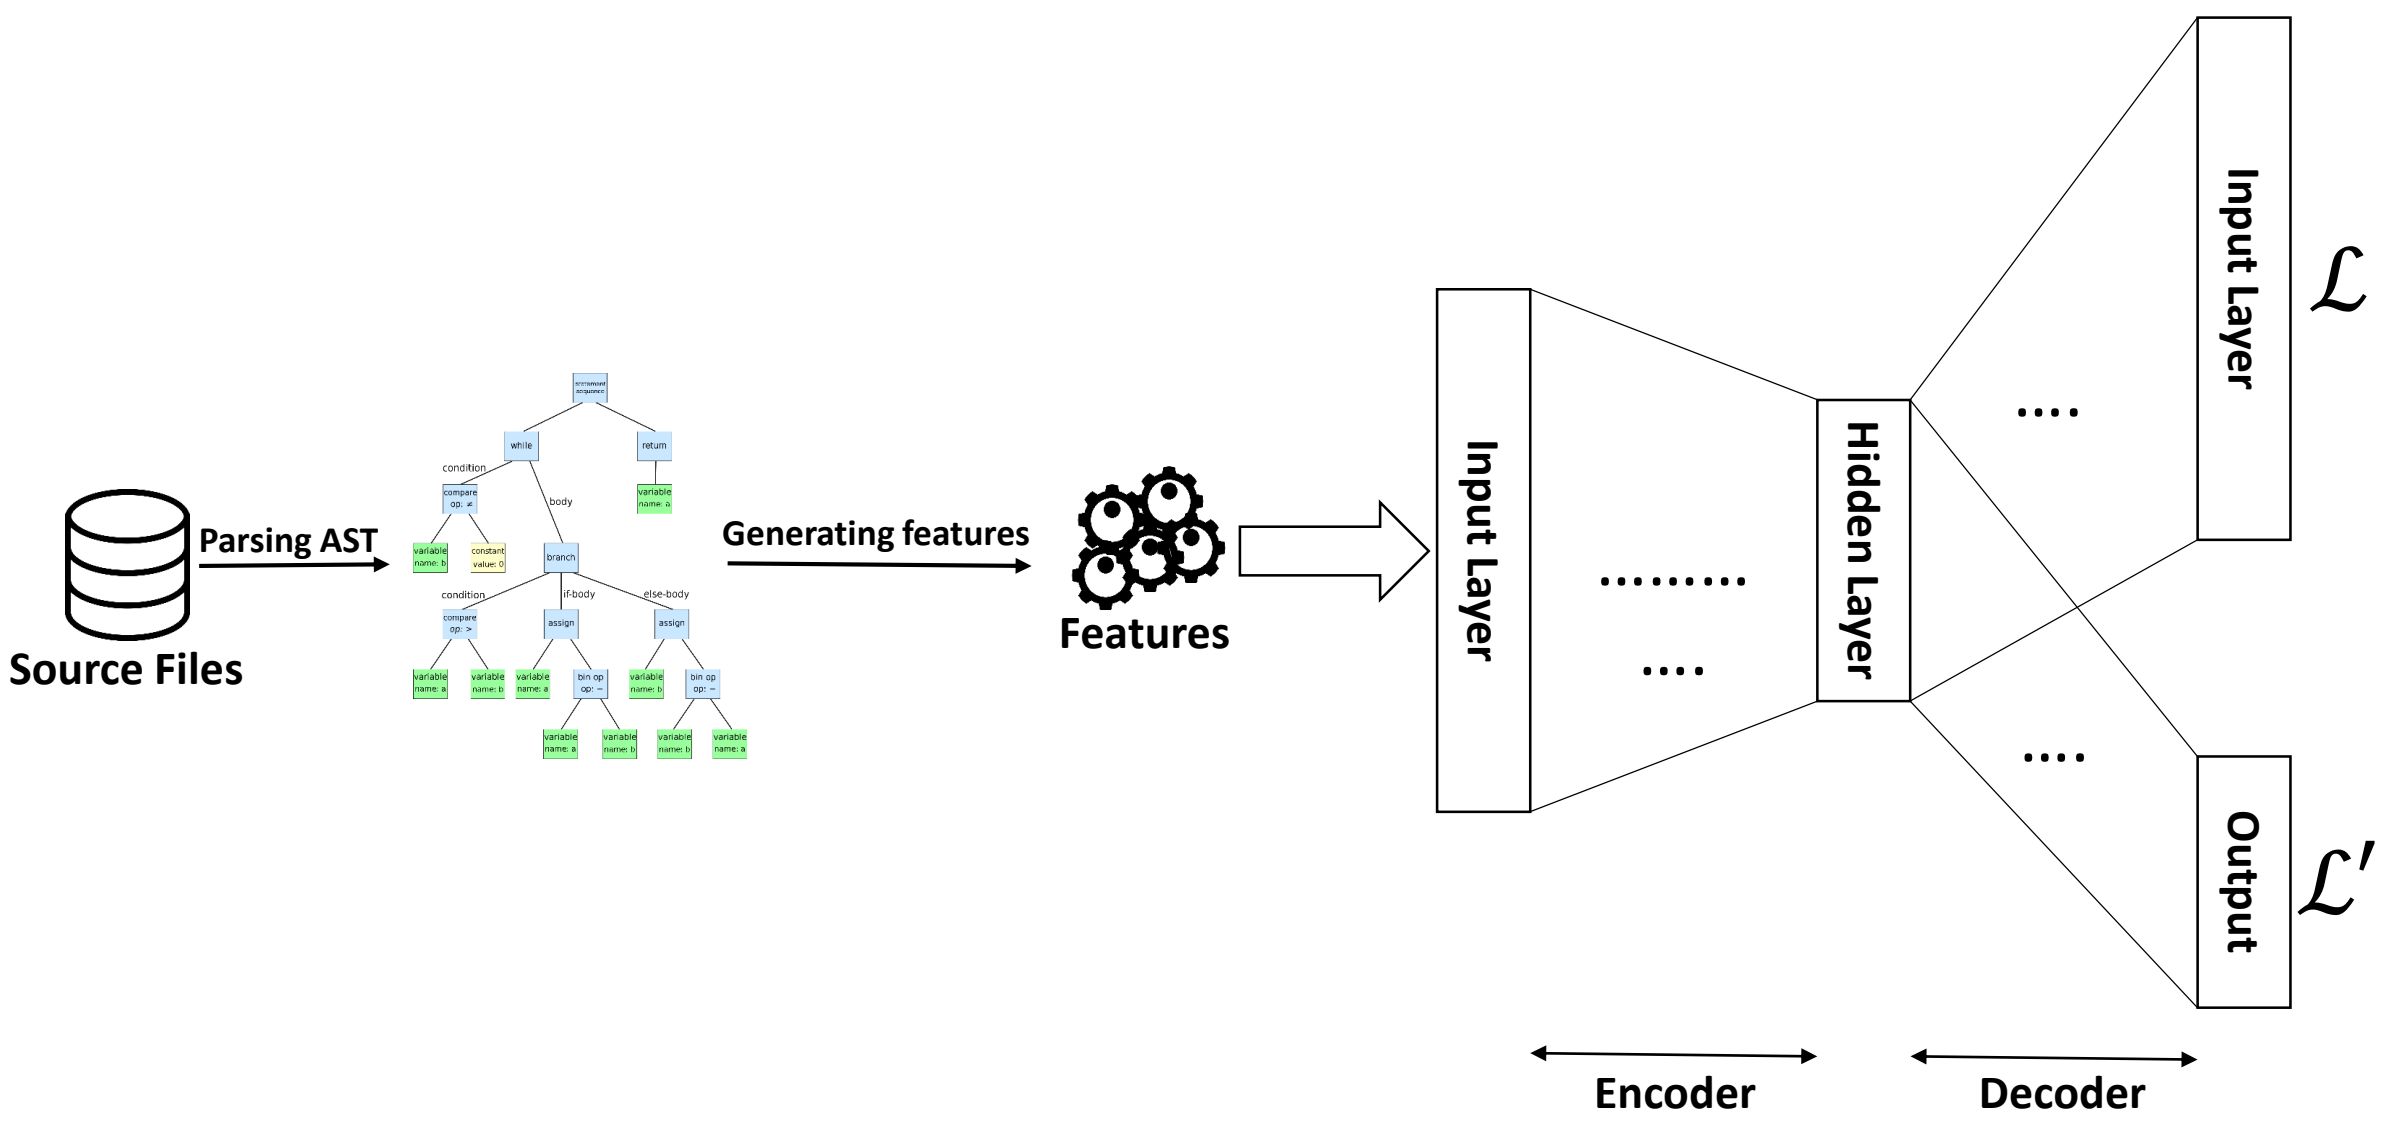 Source Files
Parsing AST
statement
sequence
while
return
condition
compare
op: ≠
body
variable
name: a
variable
name: b
constant
value: 0
branch
condition
if-body
else-body
compare
op: >
assign
assign
variable
name: a
variable
name: b
variable
name: a
bin op
op: −
variable
name: b
bin op
op: −
variable
name: a
variable
name: b
variable
name: b
variable
name: a
Generating features
Features
Input Layer
.........
....
Hidden Layer
....
....
Input Layer
ℒ
Output
ℒ′
Encoder
Decoder